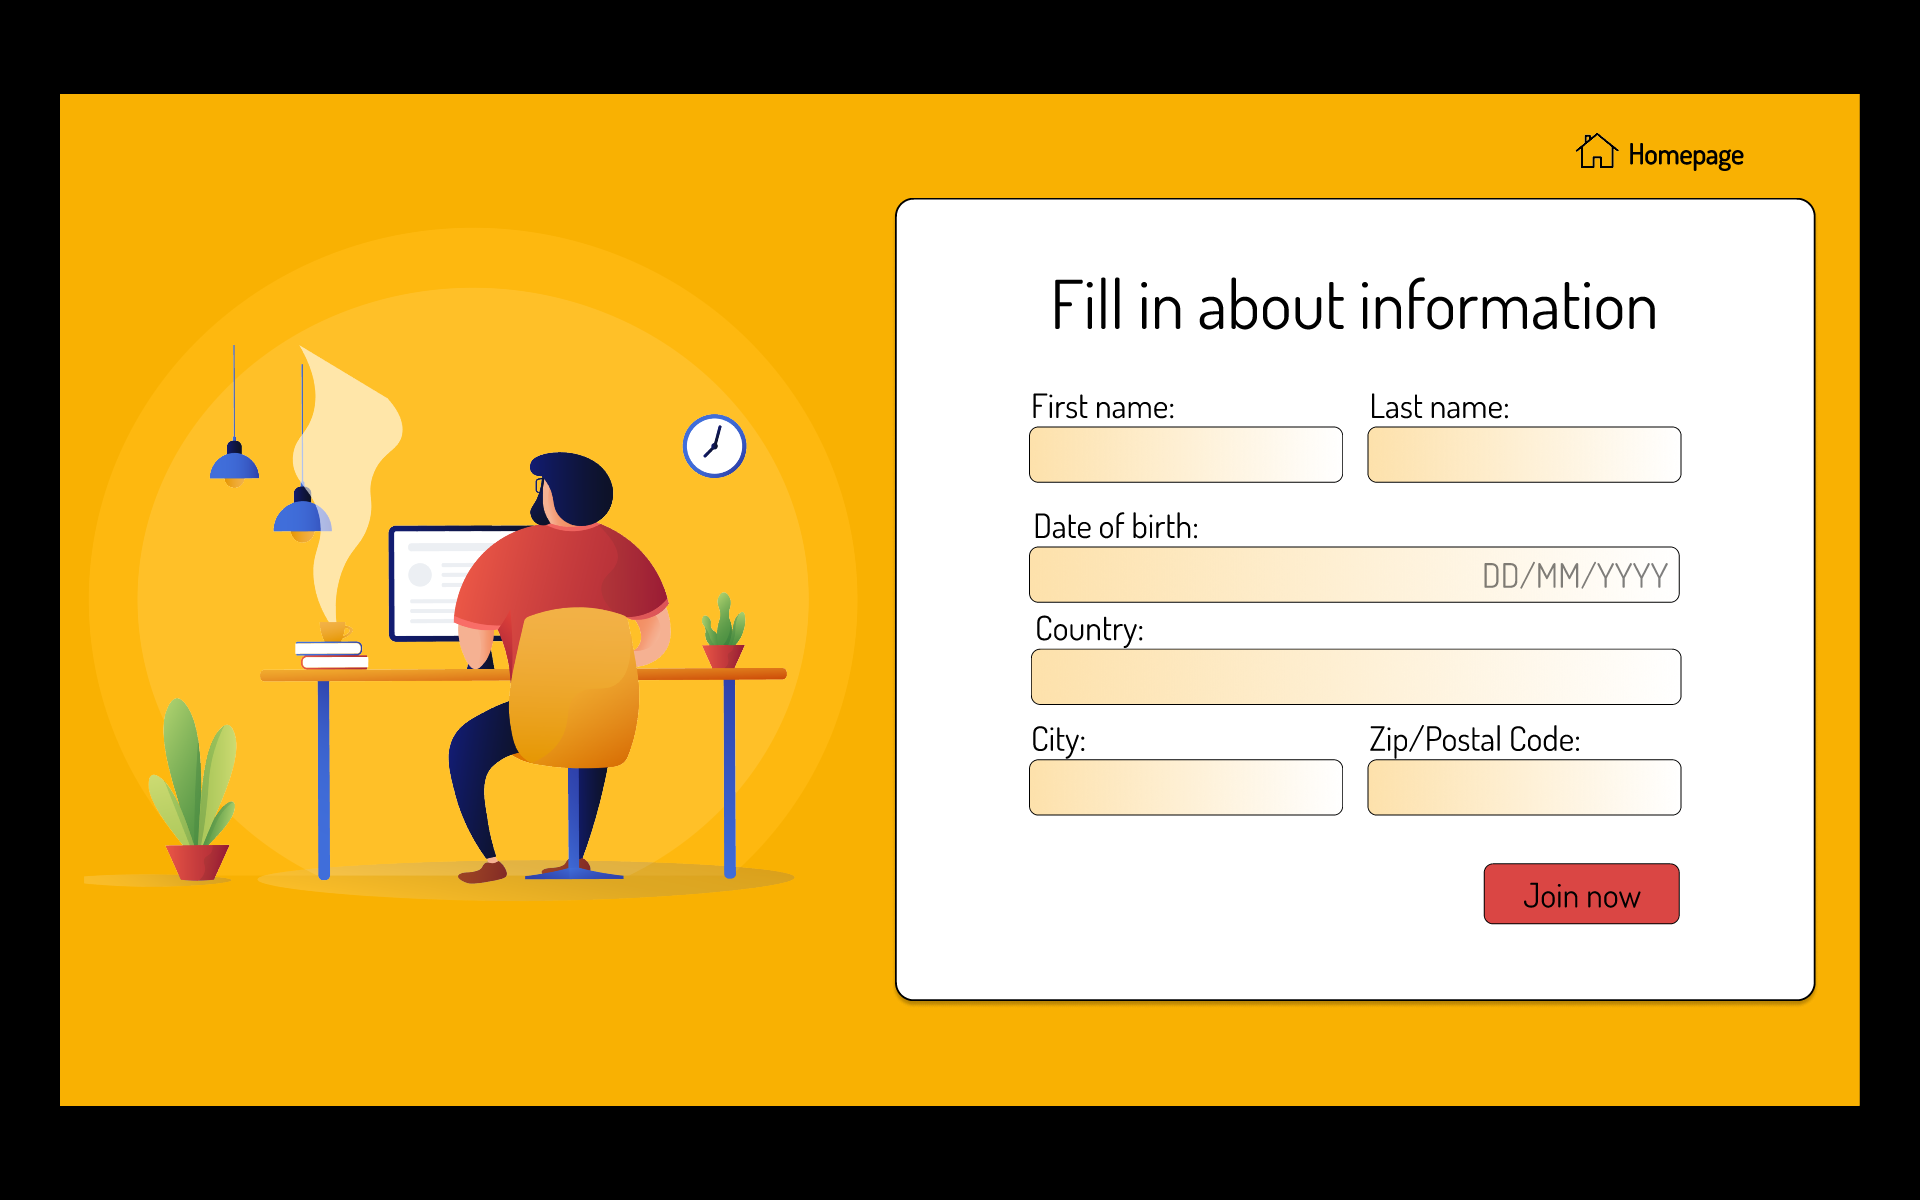 Homepage
Fill in about information
First name:
Last name:
Date of birth:
DD/MM/YYYY
Country:
City:
Zip/Postal Code:
Join now